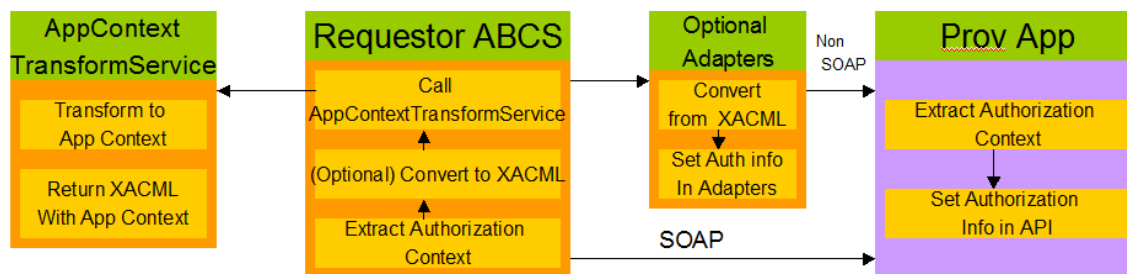 AppContext
TransformService
Transform to
App Context
Return XACML
With App Context
Requestor ABCS
Call
AppContextTransformService
(Optional) Convert to XACML
Extract Authorization
Context
Optional
Adapters
Convert
from XACML
Set Auth info
In Adapters
Non
SOAP
SOAP
Prov App
Extract Authorization
Context
Set Authorization
Info in API